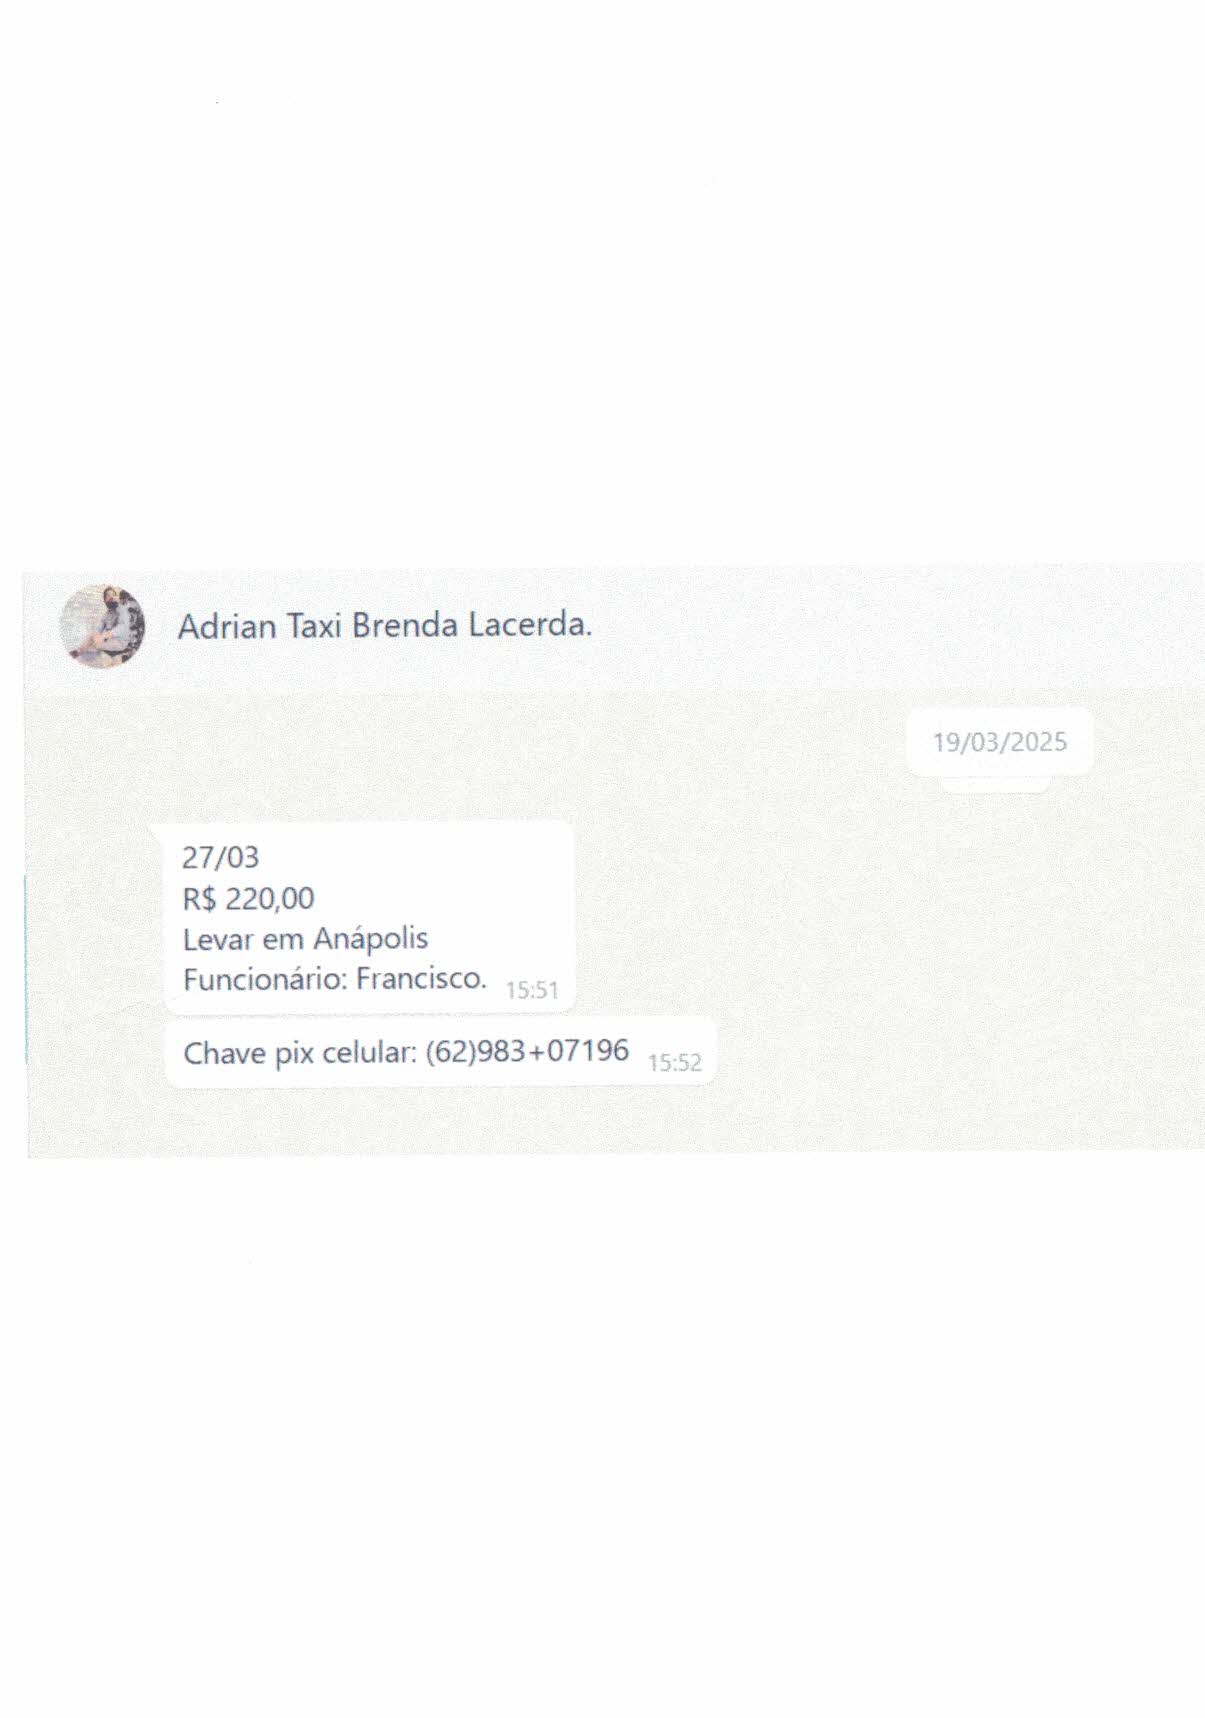 Adrian Taxi Brenda Lacerda.
19/03/2025
27/03
R$ 220,00
Levar em Anápolis
Funcionário: Francisco. 15:51
Chave pix celular: (62)983+07196 15:52